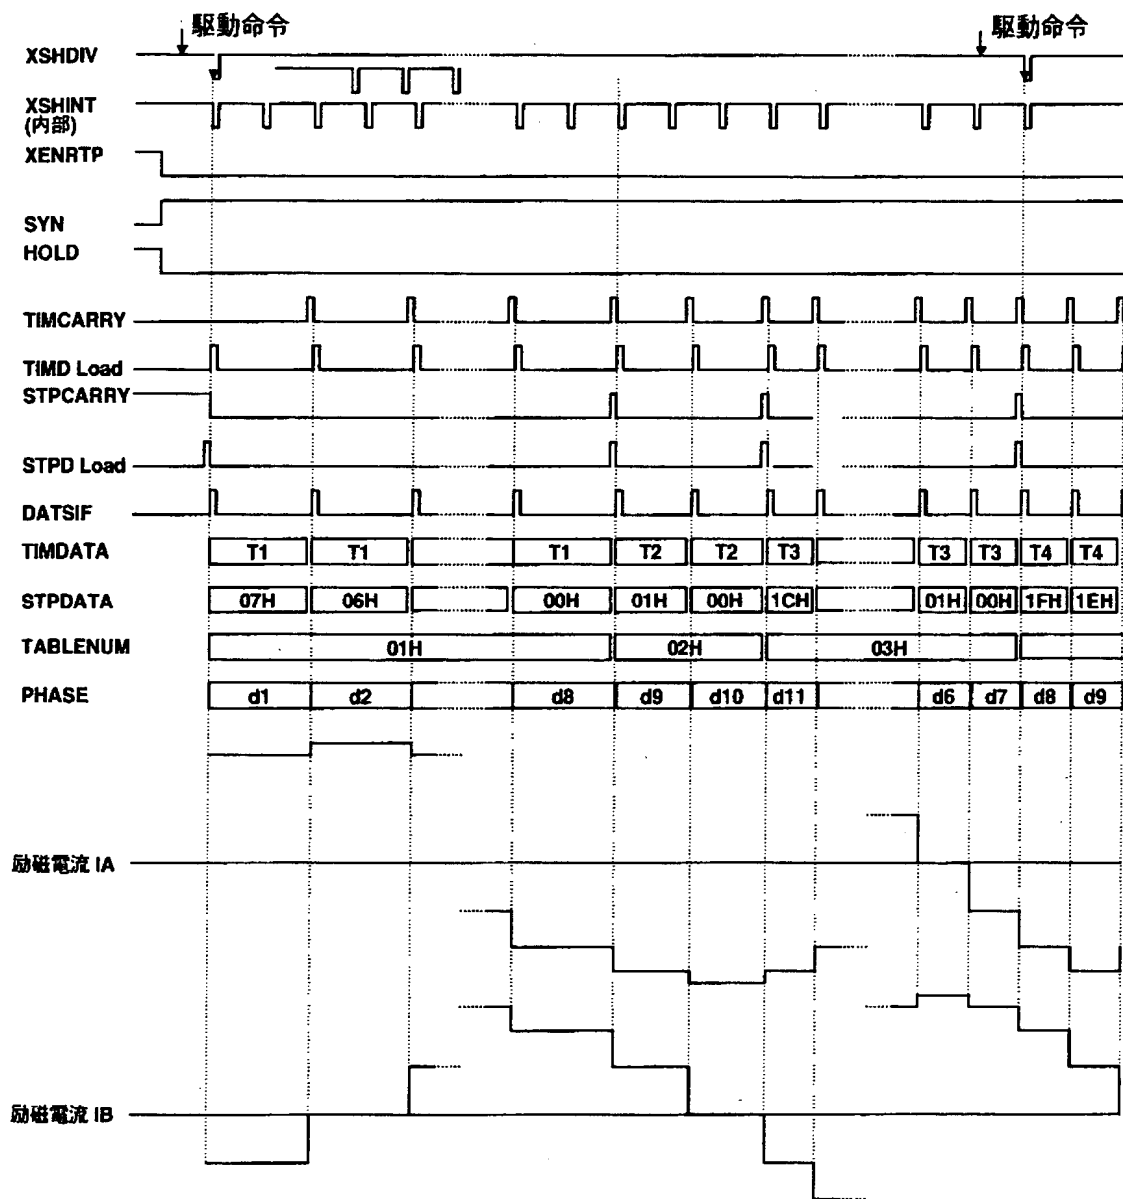 駆動命令 駆動命令
XSHDIV
XSHINT
(内部)
XENRTP
SYN
HOLD
TIMCARRY
TIMD Load
STPCARRY
STPD Load
DATSIF
TIMDATA T1 T1 T1 T2 T2 T3 T3 T3 T4 T4
STPDATA 07H 06H 00H 01H 00H 1CH 01H 00H 1FH 1EH
TABLENUM 01H 02H 03H
PHASE d1 d2 d8 d9 d10 d11 d6 d7 d8 d9
励磁電流 IA
励磁電流 IB